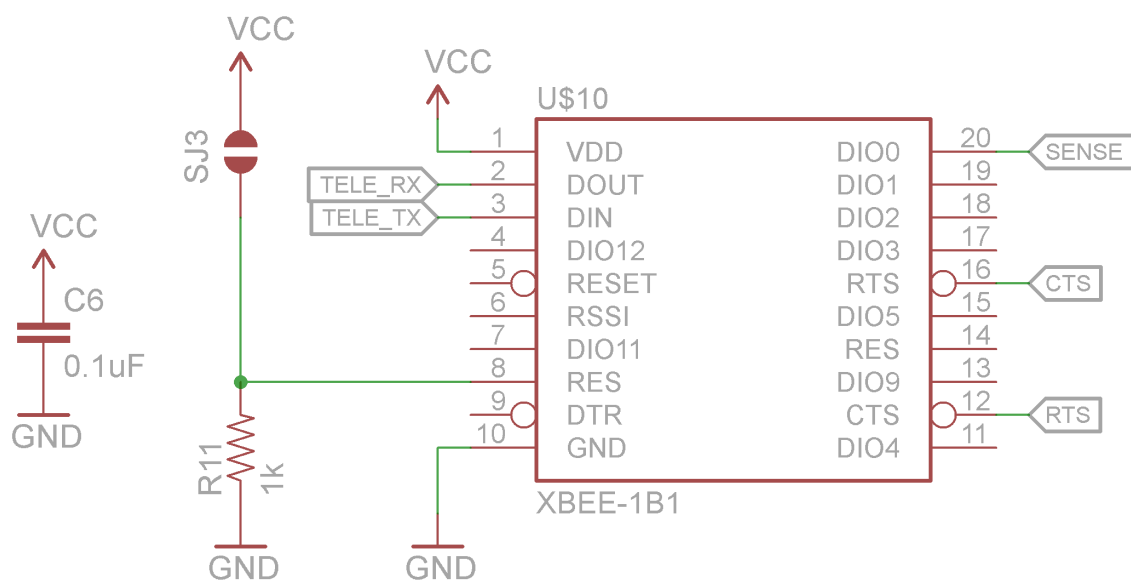 VCC
SJ3
VCC
C6
0.1uF
GND
R11
1k
GND
VCC
TELE_RX
TELE_TX
GND
U$10
1 VDD
2 DOUT
3 DIN
4 DIO12
5 RESET
6 RSSI
7 DIO11
8 RES
9 DTR
10 GND
DIO0 20
DIO1 19
DIO2 18
DIO3 17
RTS 16
DIO5 15
RES 14
DIO9 13
CTS 12
DIO4 11
XBEE-1B1
SENSE
CTS
RTS